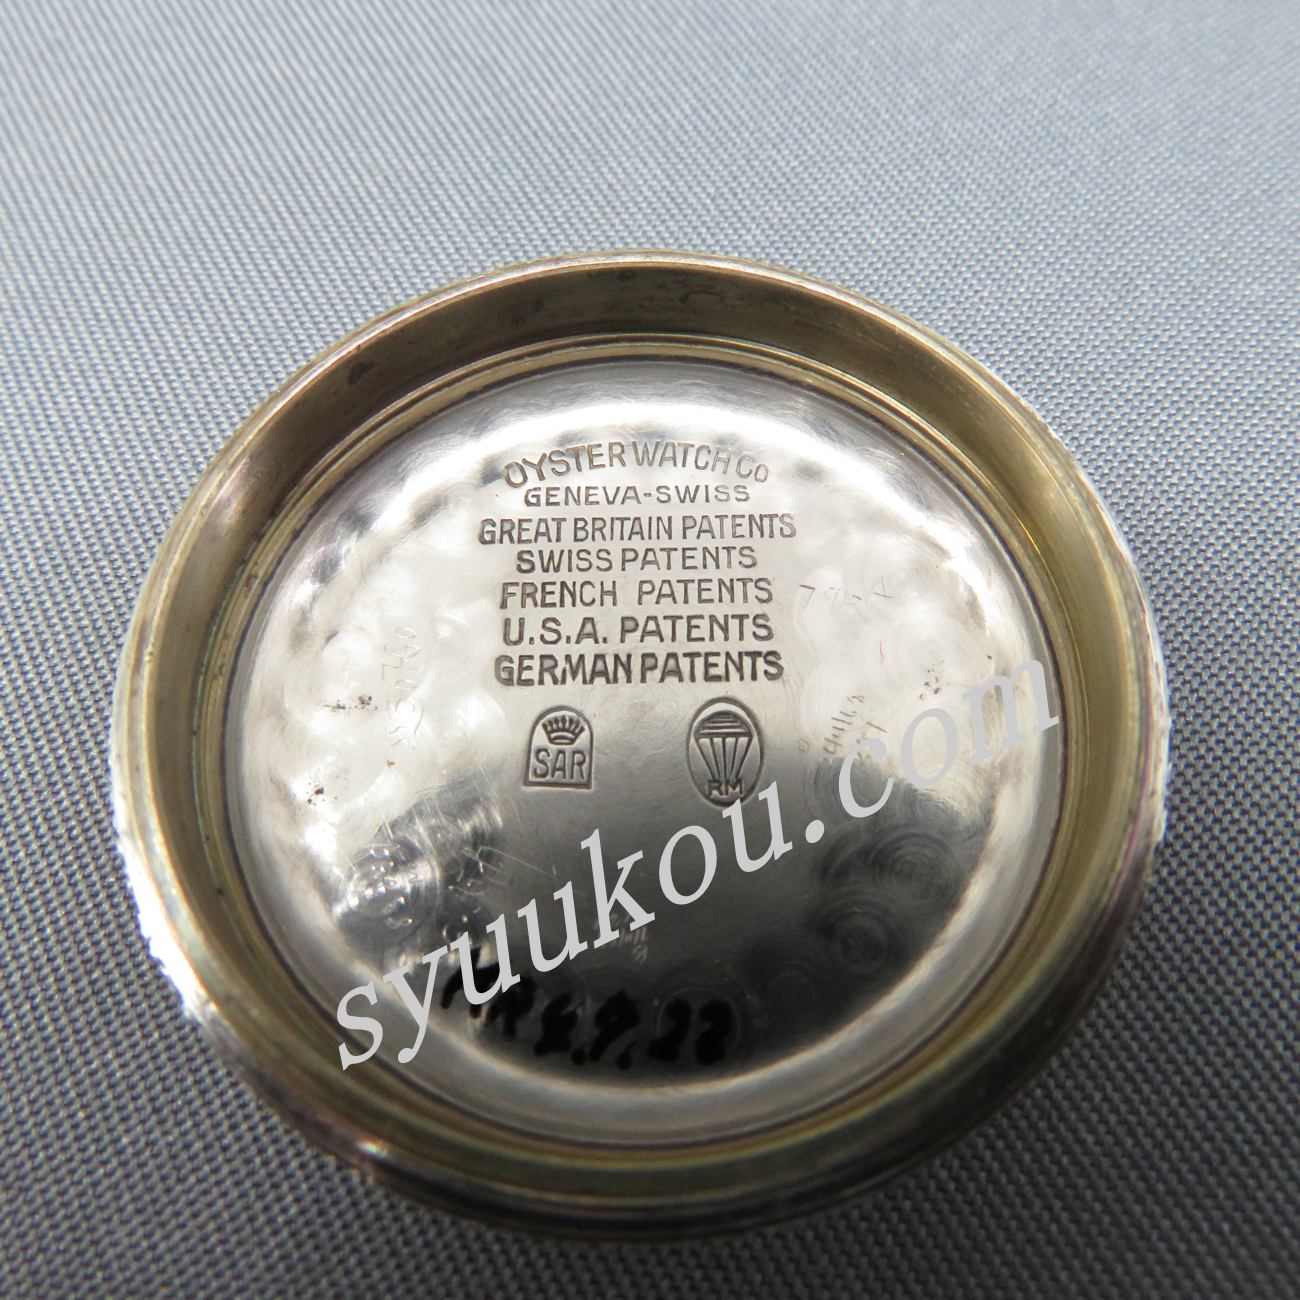 OYSTER WATCH Co
GENEVA-SWISS
GREAT BRITAIN PATENTS
SWISS PATENTS
FRENCH PATENTS
U.S.A. PATENTS
GERMAN PATENTS
SAR
RM
syuukou.com